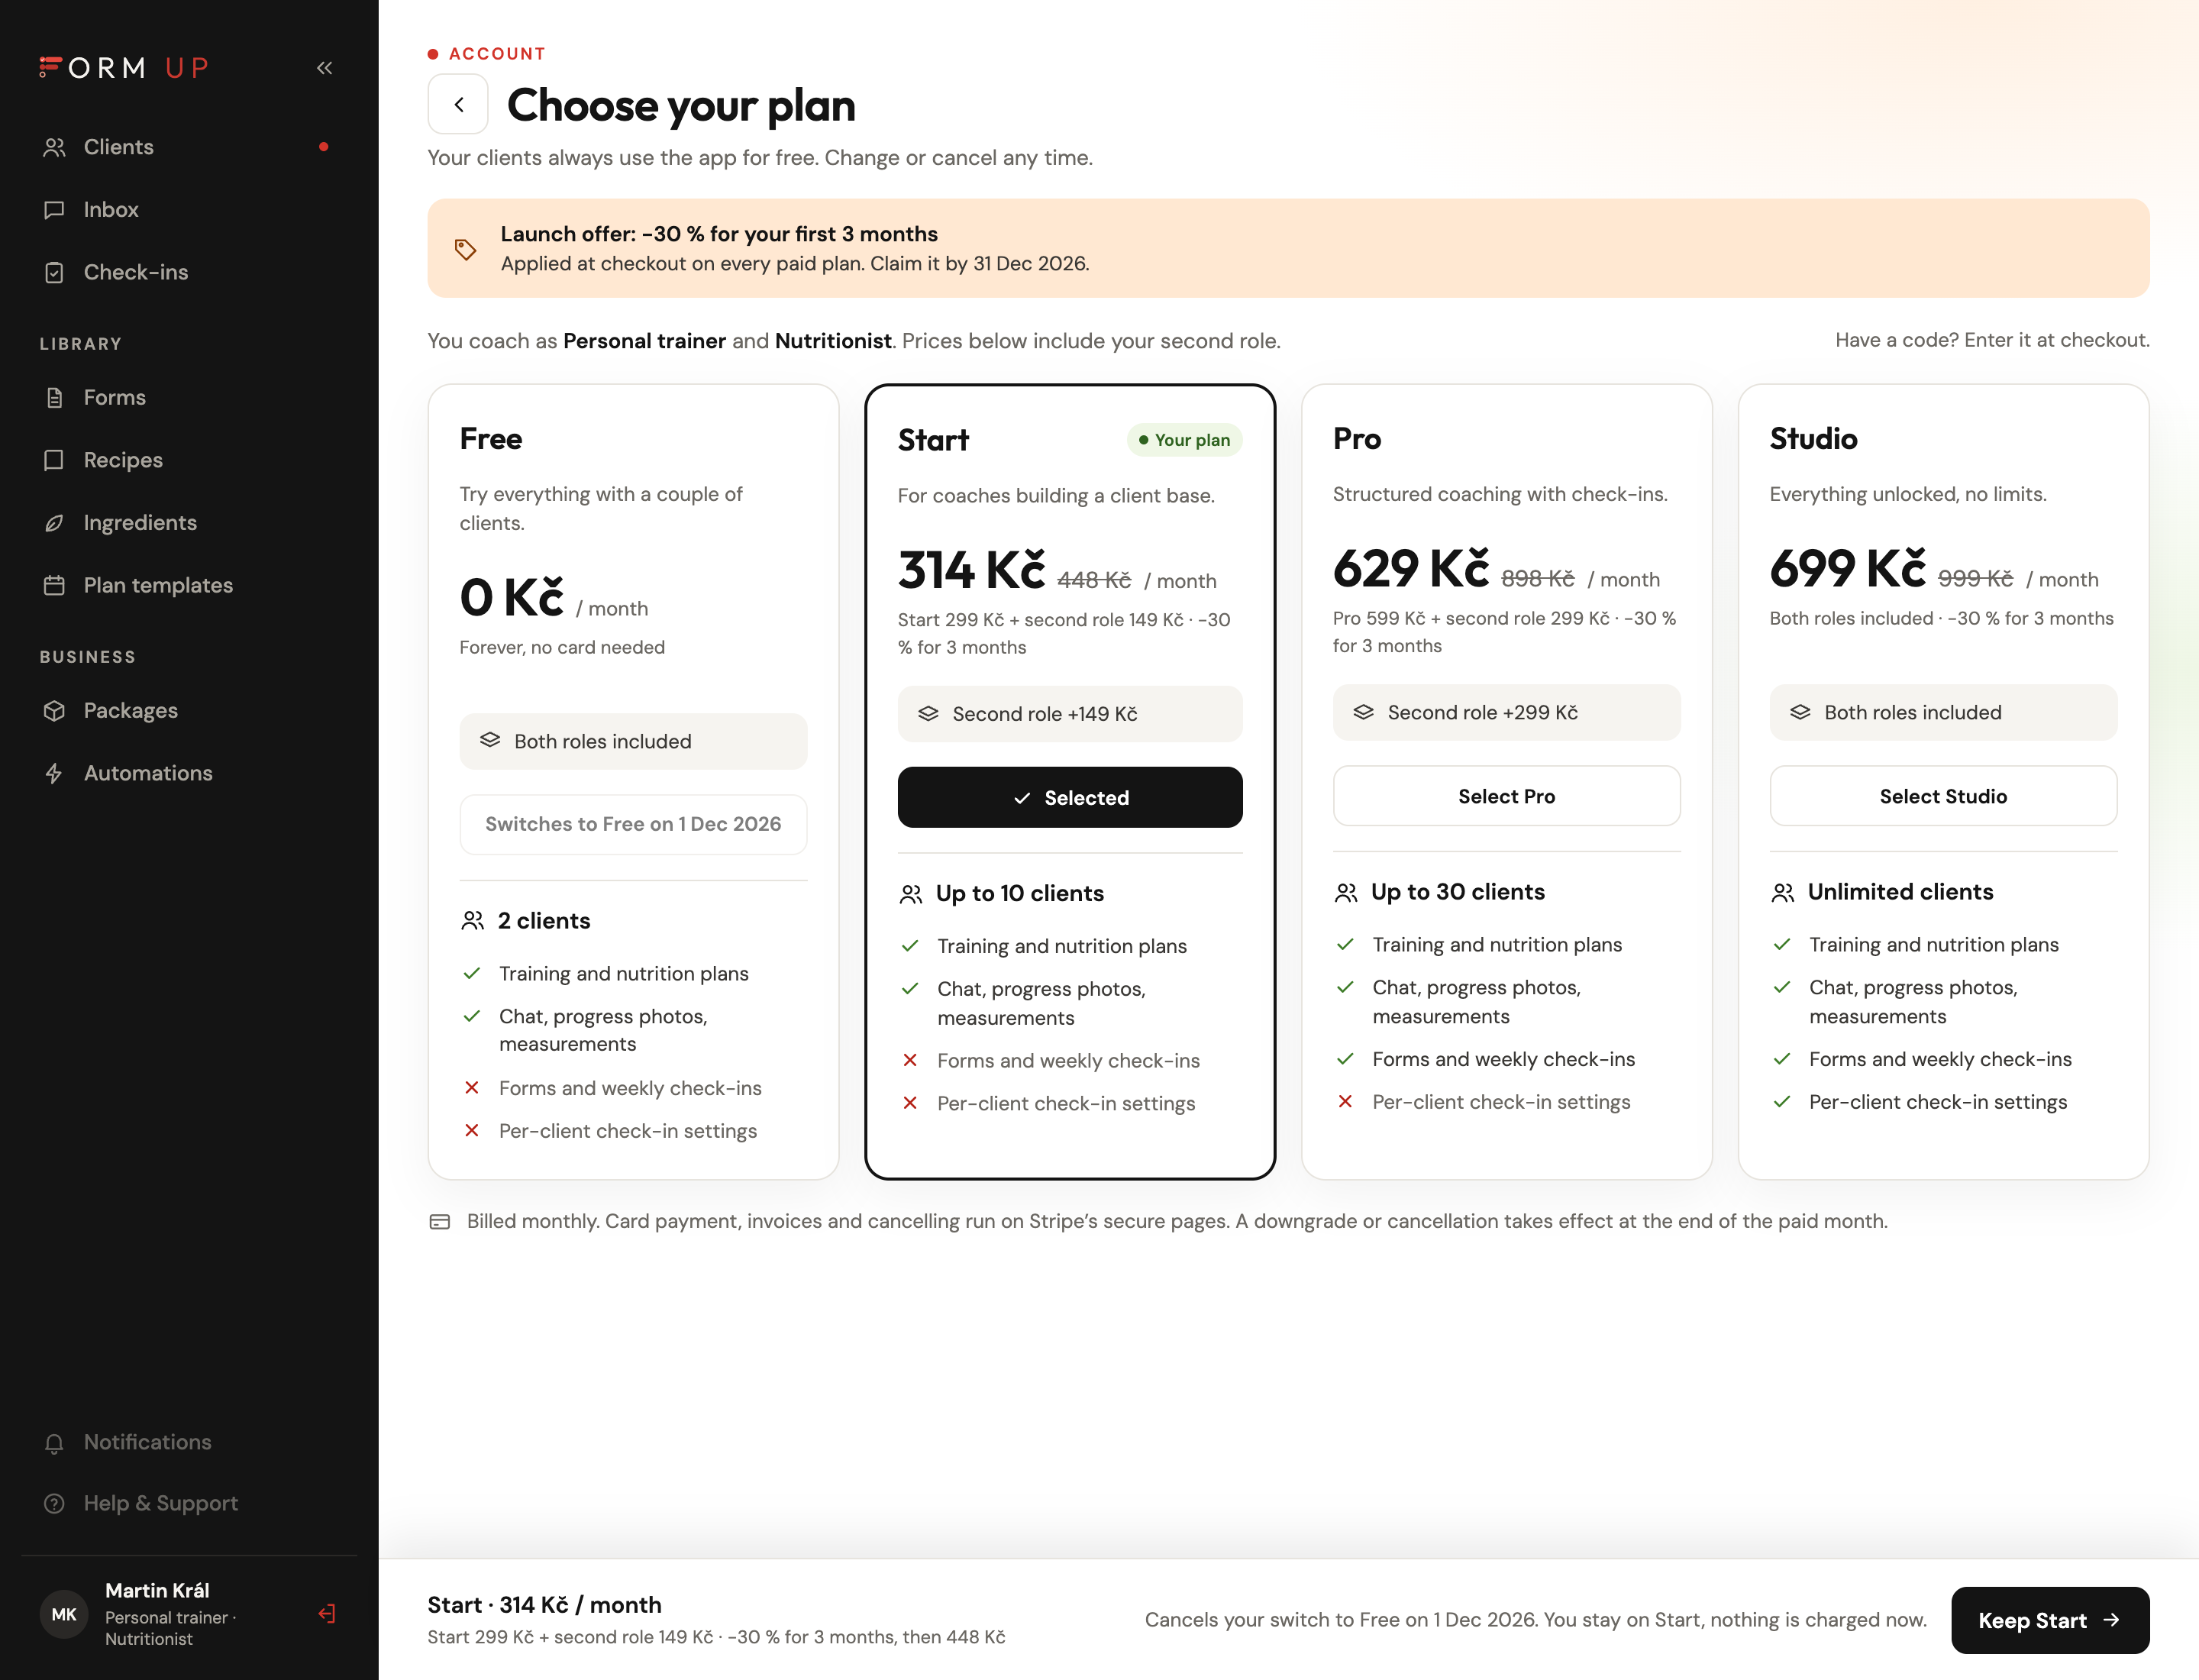 FORM UP
Clients
Inbox
Check-ins
LIBRARY
Forms
Recipes
Ingredients
Plan templates
BUSINESS
Packages
Automations
Notifications
Help & Support
MK
Martin Král
Personal trainer ·
Nutritionist
ACCOUNT
Choose your plan
Your clients always use the app for free. Change or cancel any time.
Launch offer: −30 % for your first 3 months
Applied at checkout on every paid plan. Claim it by 31 Dec 2026.
You coach as Personal trainer and Nutritionist. Prices below include your second role.
Have a code? Enter it at checkout.
Free
Try everything with a couple of
clients.
0 Kč / month
Forever, no card needed
Both roles included
Switches to Free on 1 Dec 2026
2 clients
Training and nutrition plans
Chat, progress photos,
measurements
Forms and weekly check-ins
Per-client check-in settings
Start
Your plan
For coaches building a client base.
314 Kč 448 Kč / month
Start 299 Kč + second role 149 Kč · −30
% for 3 months
Second role +149 Kč
Selected
Up to 10 clients
Training and nutrition plans
Chat, progress photos,
measurements
Forms and weekly check-ins
Per-client check-in settings
Pro
Structured coaching with check-ins.
629 Kč 898 Kč / month
Pro 599 Kč + second role 299 Kč · −30 %
for 3 months
Second role +299 Kč
Select Pro
Up to 30 clients
Training and nutrition plans
Chat, progress photos,
measurements
Forms and weekly check-ins
Per-client check-in settings
Studio
Everything unlocked, no limits.
699 Kč 999 Kč / month
Both roles included · −30 % for 3 months
Both roles included
Select Studio
Unlimited clients
Training and nutrition plans
Chat, progress photos,
measurements
Forms and weekly check-ins
Per-client check-in settings
Billed monthly. Card payment, invoices and cancelling run on Stripe's secure pages. A downgrade or cancellation takes effect at the end of the paid month.
Start · 314 Kč / month
Start 299 Kč + second role 149 Kč · −30 % for 3 months, then 448 Kč
Cancels your switch to Free on 1 Dec 2026. You stay on Start, nothing is charged now.
Keep Start